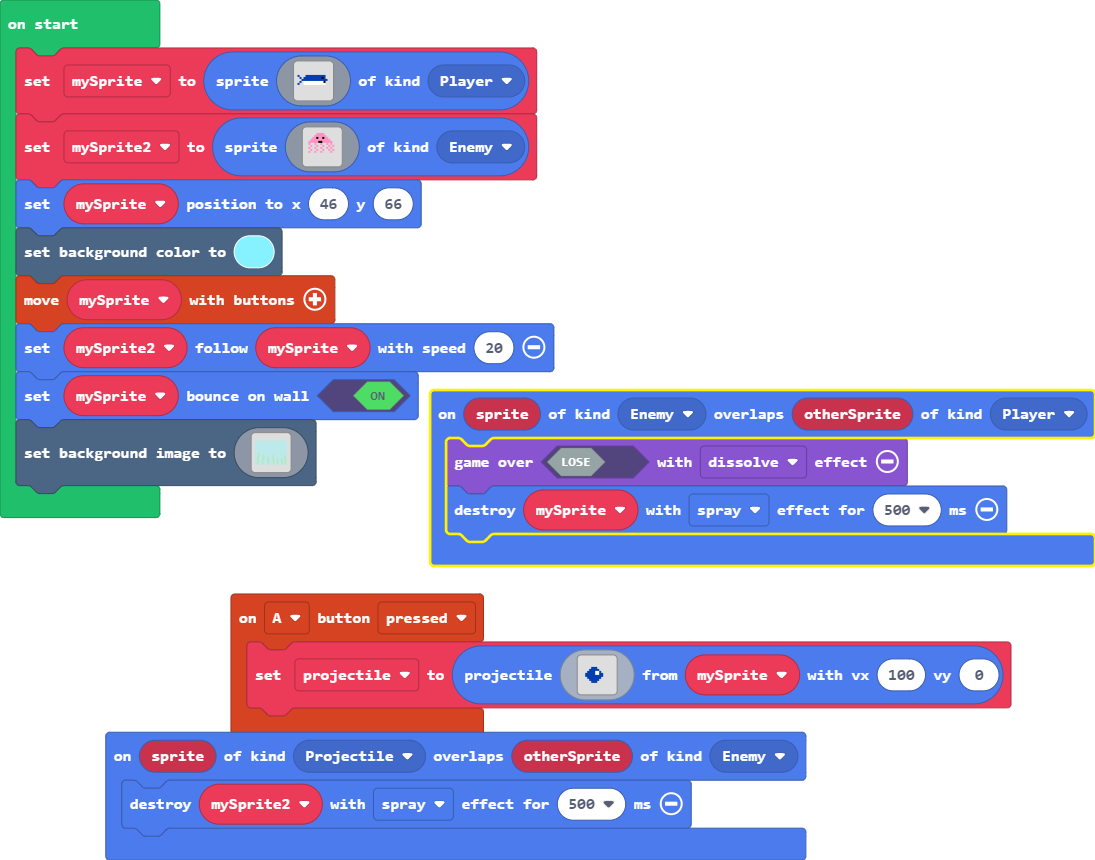 on start
set mySprite to sprite of kind Player
set mySprite2 to sprite of kind Enemy
set mySprite position to x 46 y 66
set background color to
move mySprite with buttons
set mySprite2 follow mySprite with speed 20
set mySprite bounce on wall ON
set background image to
on sprite of kind Enemy overlaps otherSprite of kind Player
game over LOSE with dissolve effect
destroy mySprite with spray effect for 500 ms
on A button pressed
set projectile to projectile from mySprite with vx 100 vy 0
on sprite of kind Projectile overlaps otherSprite of kind Enemy
destroy mySprite2 with spray effect for 500 ms